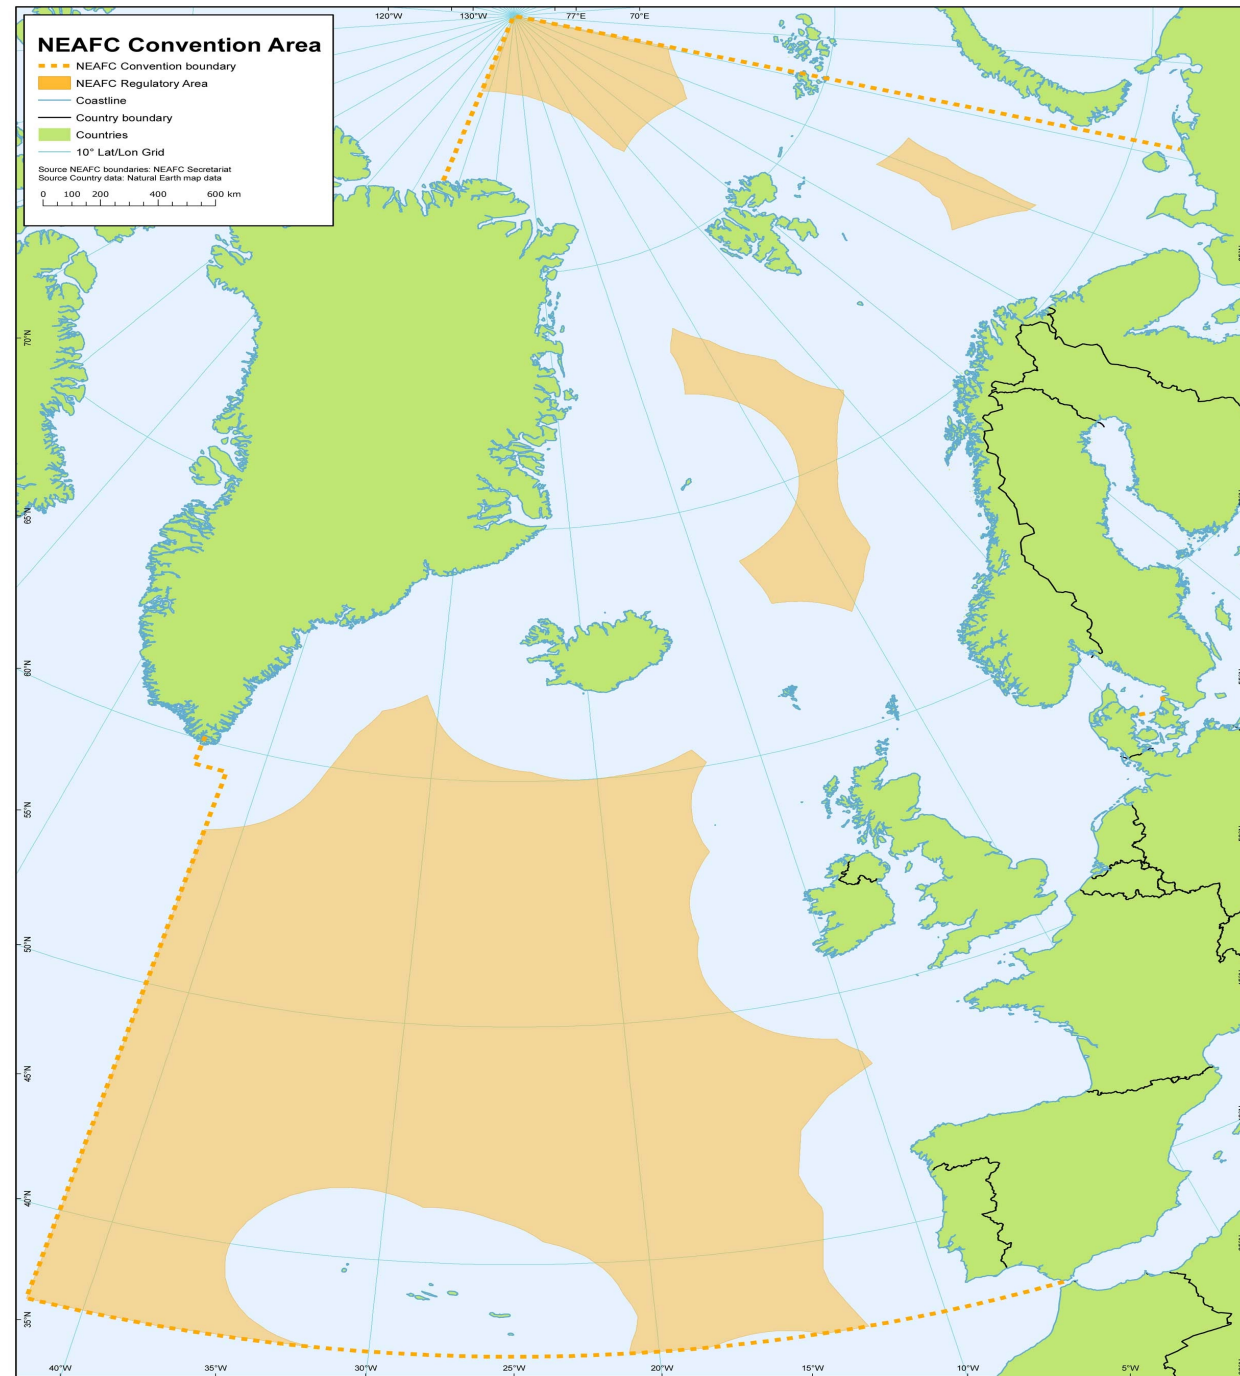 120°W 130°W 77°E 70°E
NEAFC Convention Area
NEAFC Convention boundary
NEAFC Regulatory Area
Coastline
Country boundary
Countries
10° Lat/Lon Grid
Source NEAFC boundaries: NEAFC Secretariat
Source Country data: Natural Earth map data
0 100 200 400 600 km
70°N
65°N
60°N
55°N
50°N
45°N
40°N
35°N
40°W 35°W 30°W 25°W 20°W 15°W 10°W 5°W